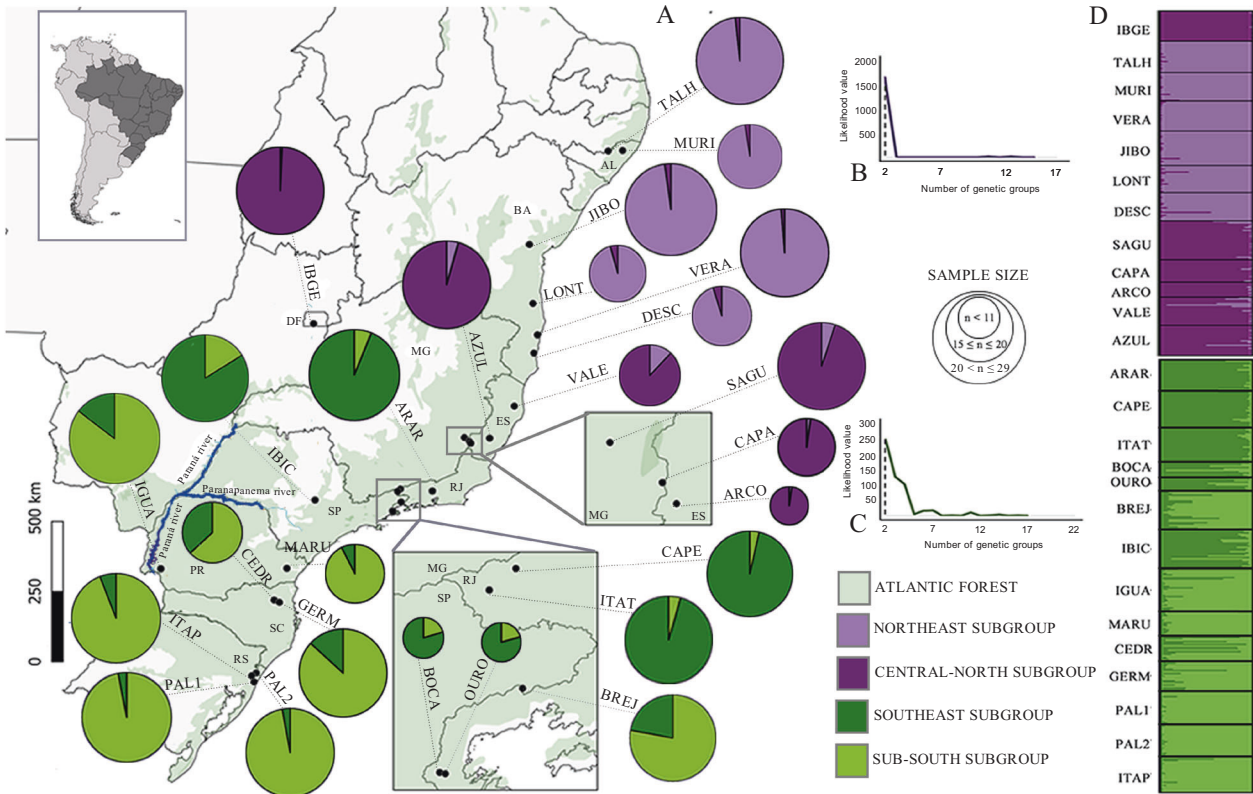 A
TALH
MURI
AL
BA
JIBO
LONT
VERA
DESC
IBGE
DF
MG
AZUL
VALE
ES
SAGU
CAPA
ARCO
MG
ES
ARAR
RJ
IBIC
SP
IGUA
Paraná river
Paranapanema river
Paraná river
PR
CEDR
MARU
GERM
SC
ITAP
RS
PAL1
PAL2
500 km
250
0
MG
RJ
SP
CAPE
ITAT
BOCA
OURO
BREJ
B
Likelihood value
2000
1500
1000
500
2
7
12
17
Number of genetic groups
SAMPLE SIZE
n < 11
15 ≤ n ≤ 20
20 < n ≤ 29
C
Likelihood value
300
250
200
150
100
50
2
7
12
17
22
Number of genetic groups
ATLANTIC FOREST
NORTHEAST SUBGROUP
CENTRAL-NORTH SUBGROUP
SOUTHEAST SUBGROUP
SUB-SOUTH SUBGROUP
D
IBGE
TALH
MURI
VERA
JIBO
LONT
DESC
SAGU
CAPA
ARCO
VALE
AZUL
ARAR
CAPE
ITAT
BOCA
OURO
BREJ
IBIC
IGUA
MARU
CEDR
GERM
PAL1
PAL2
ITAP